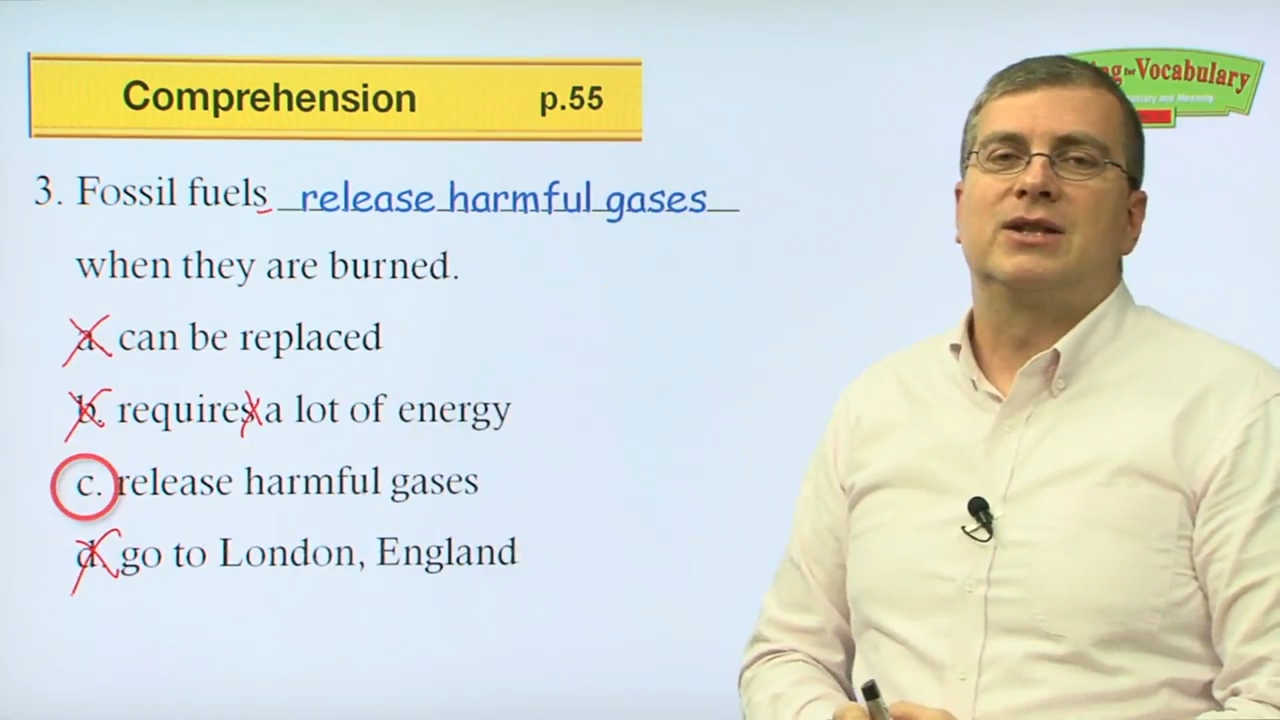 Comprehension p.55
Vocabulary
3. Fossil fuels release harmful gases
when they are burned.
a. can be replaced
b. requires a lot of energy
c. release harmful gases
d. go to London, England